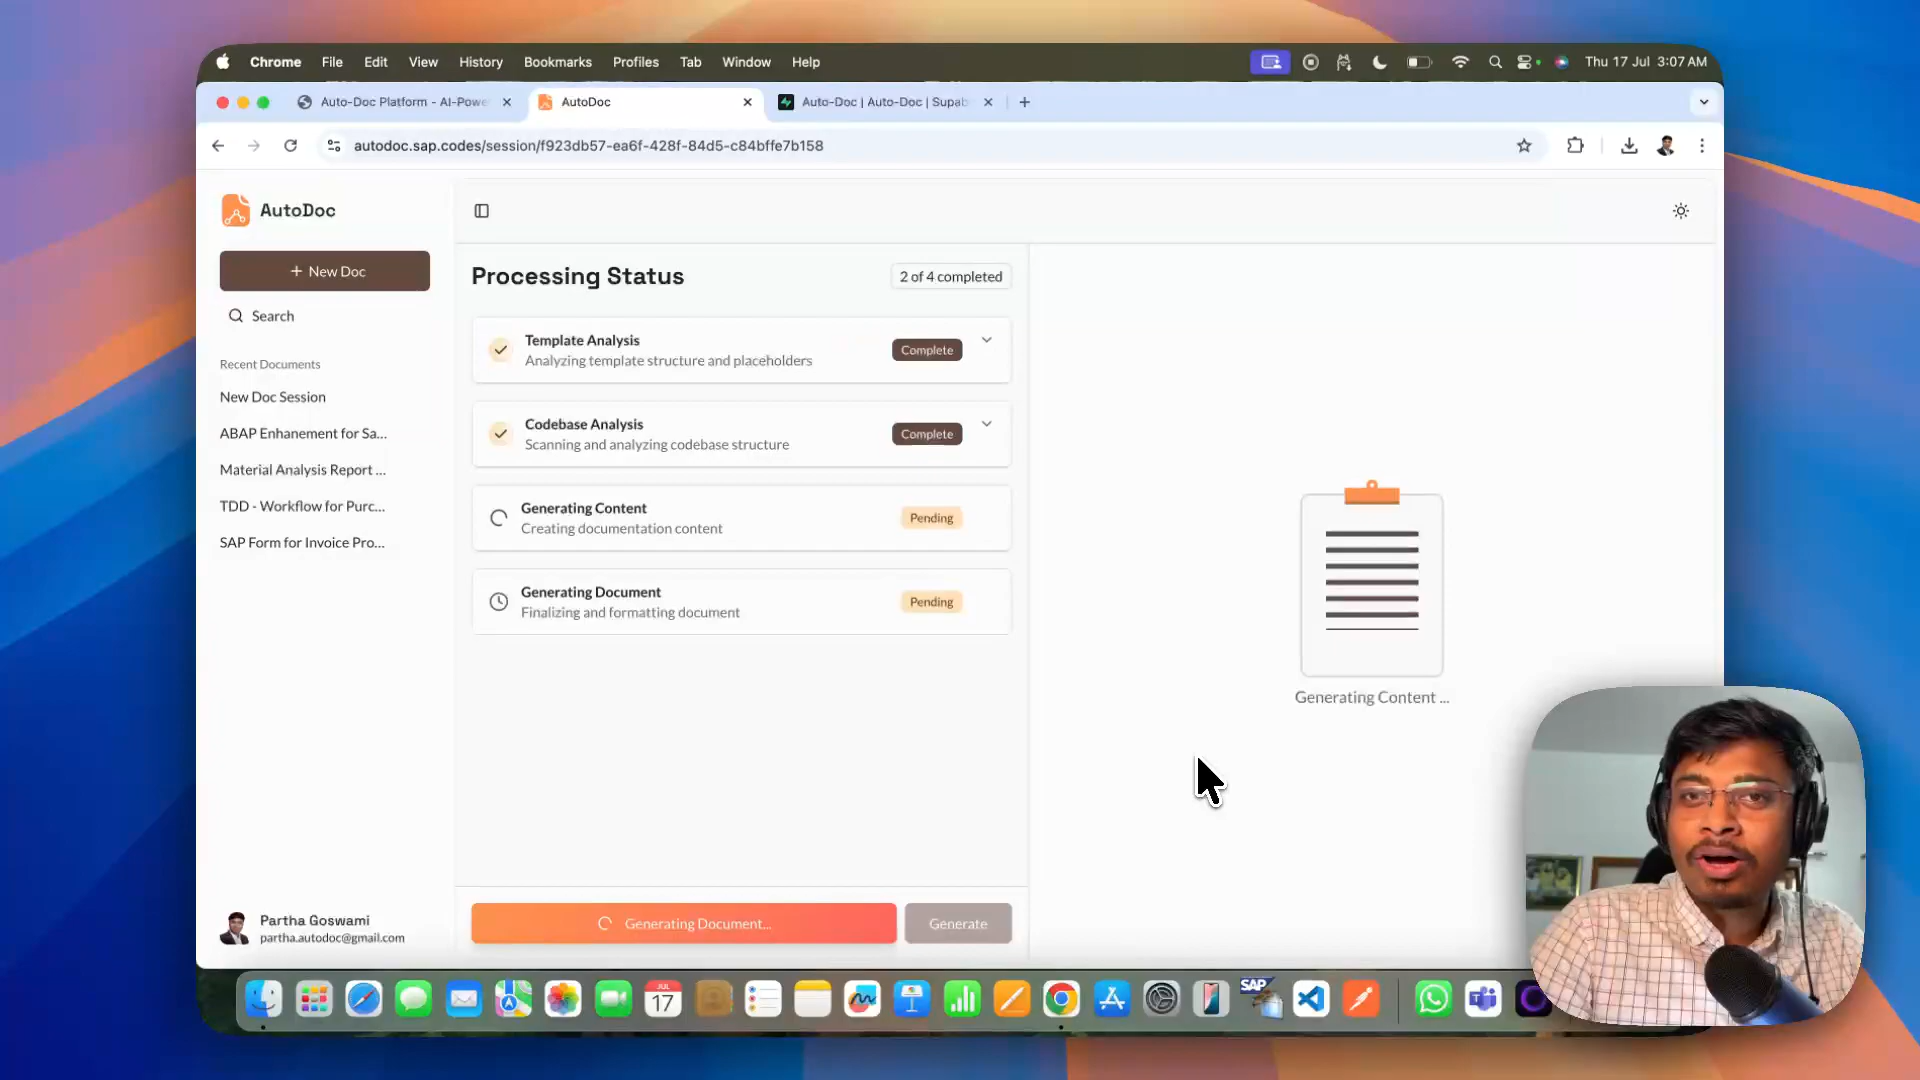 Chrome File Edit View History Bookmarks Profiles Tab Window Help Thu 17 Jul 3:07 AM
Auto-Doc Platform - AI-Powe
AutoDoc
Auto-Doc | Auto-Doc | Supab
autodoc.sap.codes/session/f923db57-ea6f-428f-84d5-c84bffe7b158
AutoDoc
New Doc
Search
Recent Documents
New Doc Session
ABAP Enhanement for Sa...
Material Analysis Report ...
TDD - Workflow for Purc...
SAP Form for Invoice Pro...
Partha Goswami
partha.autodoc@gmail.com
Processing Status
2 of 4 completed
Template Analysis
Analyzing template structure and placeholders
Complete
Codebase Analysis
Scanning and analyzing codebase structure
Complete
Generating Content
Creating documentation content
Pending
Generating Document
Finalizing and formatting document
Pending
Generating Document...
Generate
Generating Content ...
JUL
17
SAP